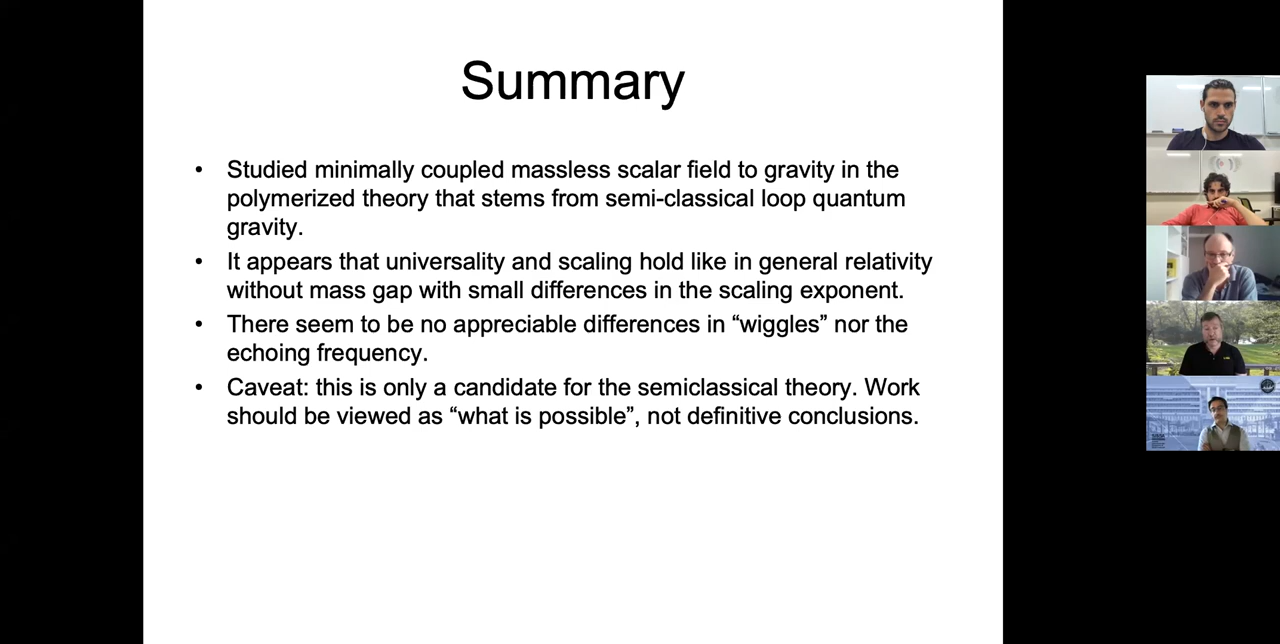 Summary
• Studied minimally coupled massless scalar field to gravity in the
polymerized theory that stems from semi-classical loop quantum
gravity.
• It appears that universality and scaling hold like in general relativity
without mass gap with small differences in the scaling exponent.
• There seem to be no appreciable differences in “wiggles” nor the
echoing frequency.
• Caveat: this is only a candidate for the semiclassical theory. Work
should be viewed as “what is possible”, not definitive conclusions.